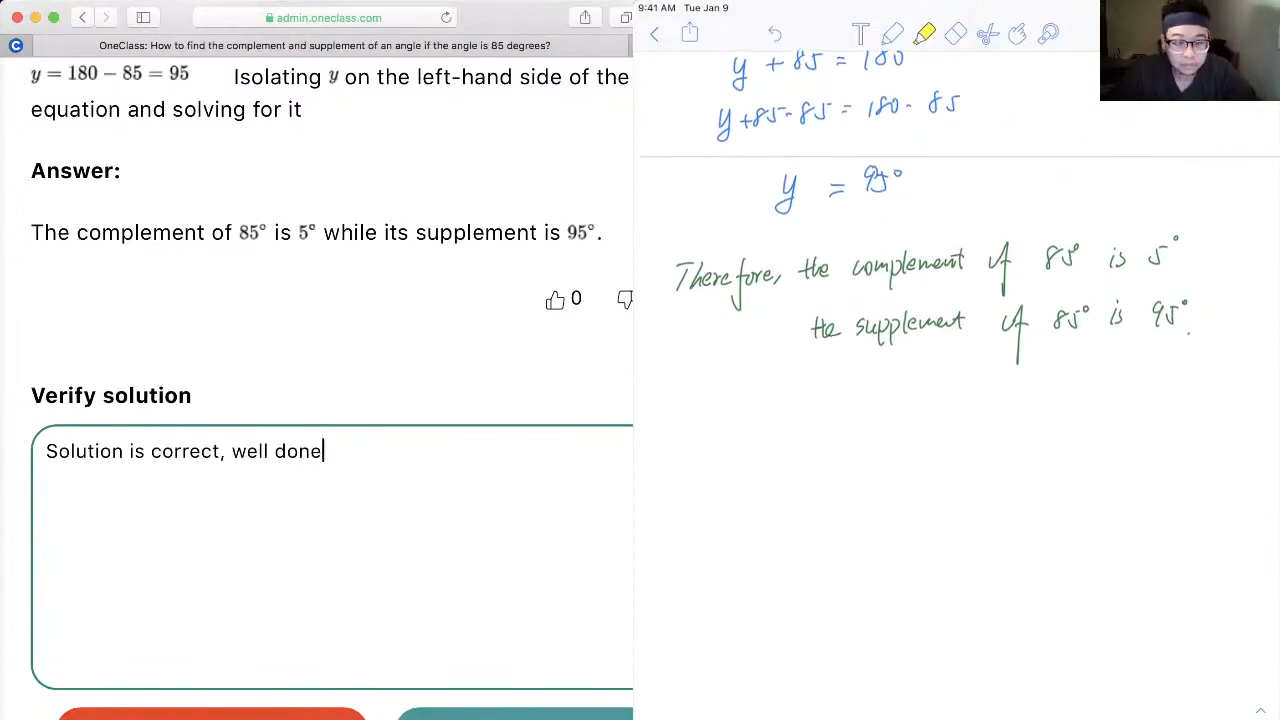 admin.oneclass.com
OneClass: How to find the complement and supplement of an angle if the angle is 85 degrees?
y = 180 − 85 = 95 Isolating y on the left-hand side of the
equation and solving for it
Answer:
The complement of 85° is 5° while its supplement is 95°.
0
Verify solution
Solution is correct, well done
9:41 AM Tue Jan 9
y + 85 = 180
y+85-85 = 180 - 85
y = 95°
Therefore, the complement of 85° is 5°
the supplement of 85° is 95°.